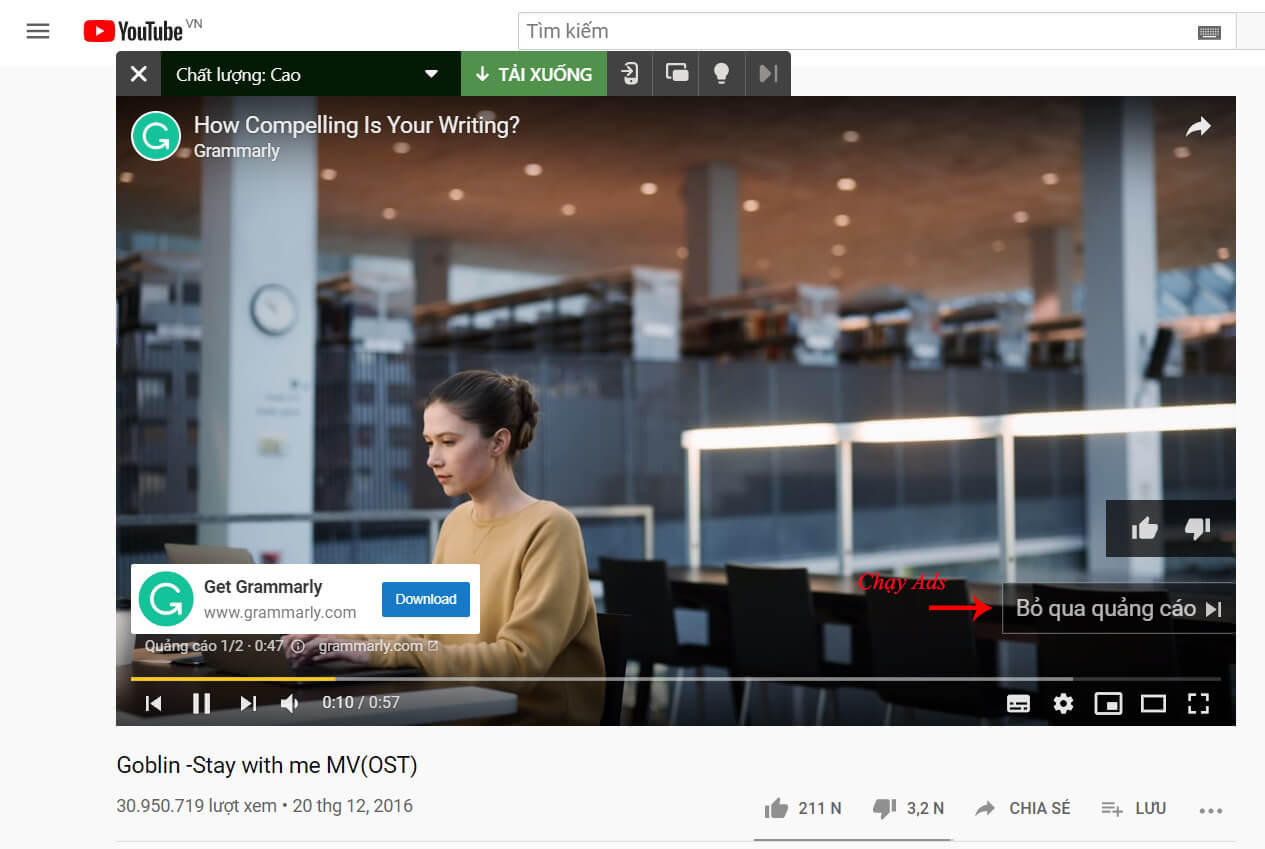 YouTube VN
Tìm kiếm
Chất lượng: Cao
TẢI XUỐNG
How Compelling Is Your Writing?
Grammarly
Chạy Ads
Bỏ qua quảng cáo
Get Grammarly
www.grammarly.com
Download
Quảng cáo 1/2 · 0:47 grammarly.com
0:10 / 0:57
Goblin -Stay with me MV(OST)
30.950.719 lượt xem • 20 thg 12, 2016
211 N 3,2 N CHIA SẺ LƯU